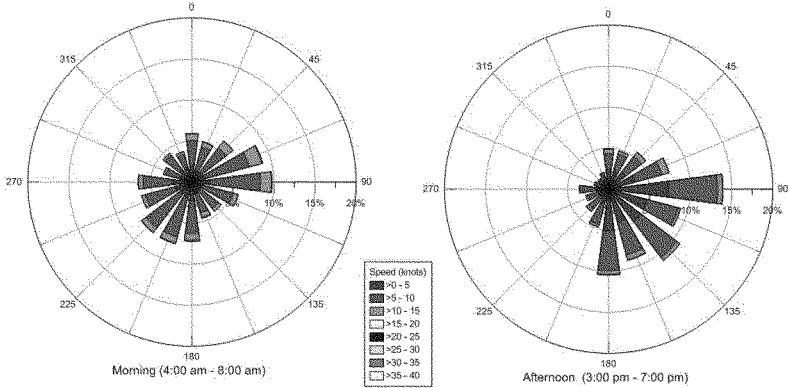 0
45
90
135
180
225
270
315
10%
15%
20%
Morning (4:00 am - 8:00 am)
Speed (knots)
>0 - 5
>5 - 10
>10 - 15
>15 - 20
>20 - 25
>25 - 30
>30 - 35
>35 - 40
0
45
90
135
180
225
270
315
10%
15%
20%
Afternoon (3:00 pm - 7:00 pm)